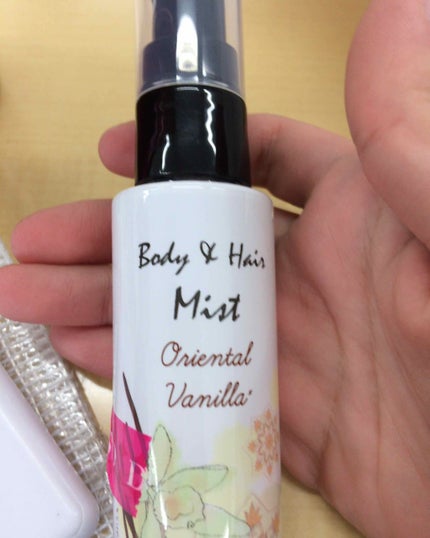 Body & Hair
Mist
Oriental
Vanilla